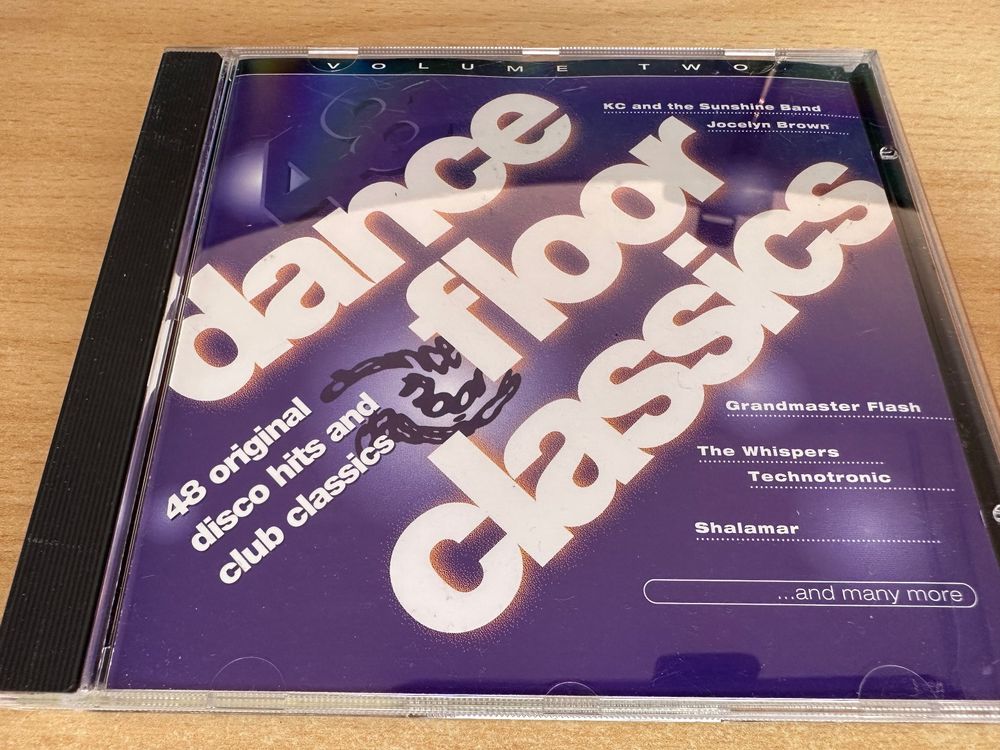 VOLUME TWO
KC and the Sunshine Band
Jocelyn Brown
dance
floor
classics
dance
48 original
disco hits and
club classics
Grandmaster Flash
The Whispers
Technotronic
Shalamar
...and many more